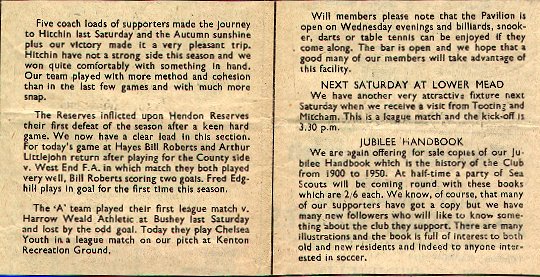 Five coach loads of supporters made the journey
to Hitchin last Saturday and the Autumn sunshine
plus our victory made it a very pleasant trip.
Hitchin have not a strong side this season and we
won quite comfortably with something in hand.
Our team played with more method and cohesion
than in the last few games and with much more
snap.
The Reserves inflicted upon Hendon Reserves
their first defeat of the season after a keen hard
game. We now have a clear lead in this section.
For today's game at Hayes Bill Roberts and Arthur
Littlejohn return after playing for the County side
v. West End F.A. in which match they both played
very well, Bill Roberts scoring two goals. Fred Edg-
hill plays in goal for the first time this season.
The 'A' team played their first league match v.
Harrow Weald Athletic at Bushey last Saturday
and lost by the odd goal. Today they play Chelsea
Youth in a league match on our pitch at Kenton
Recreation Ground.
Will members please note that the Pavilion is
open on Wednesday evenings and billiards, snook-
er, darts or table tennis can be enjoyed if they
come along. The bar is open and we hope that a
good many of our members will take advantage of
this facility.
NEXT SATURDAY AT LOWER MEAD
We have another very attractive fixture next
Saturday when we receive a visit from Tooting and
Mitcham. This is a league match and the kick-off is
3.30 p.m.
JUBILEE HANDBOOK
We are again offering for sale copies of our Ju-
bilee Handbook which is the history of the Club
from 1900 to 1950. At half-time a party of Sea
Scouts will be coming round with these books
which are 2/6 each. We know, of course, that many
of our supporters have got a copy but we have
many new followers who will like to know some-
thing about the club they support. There are many
illustrations and the book is full of interest to both
old and new residents and indeed to anyone inter-
ested in soccer.